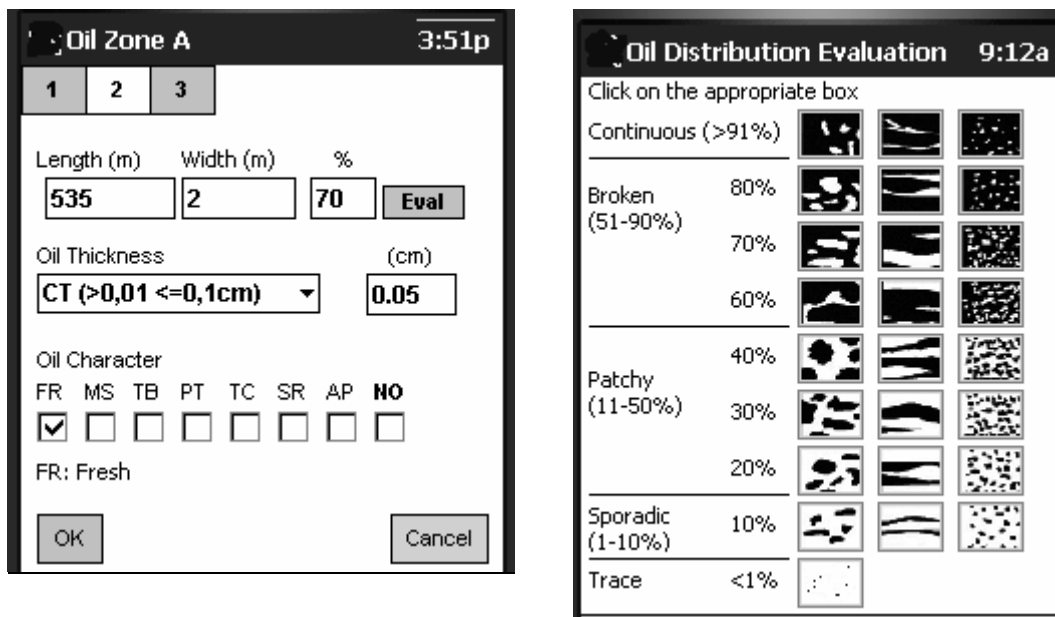 Oil Zone A 3:51p
1 2 3
Length (m) Width (m) %
535 2 70 Eval
Oil Thickness (cm)
CT (>0,01 <=0,1cm) 0.05
Oil Character
FR MS TB PT TC SR AP NO
FR: Fresh
OK Cancel
Oil Distribution Evaluation 9:12a
Click on the appropriate box
Continuous (>91%)
Broken
(51-90%)
80%
70%
60%
Patchy
(11-50%)
40%
30%
20%
Sporadic
(1-10%)
10%
Trace <1%